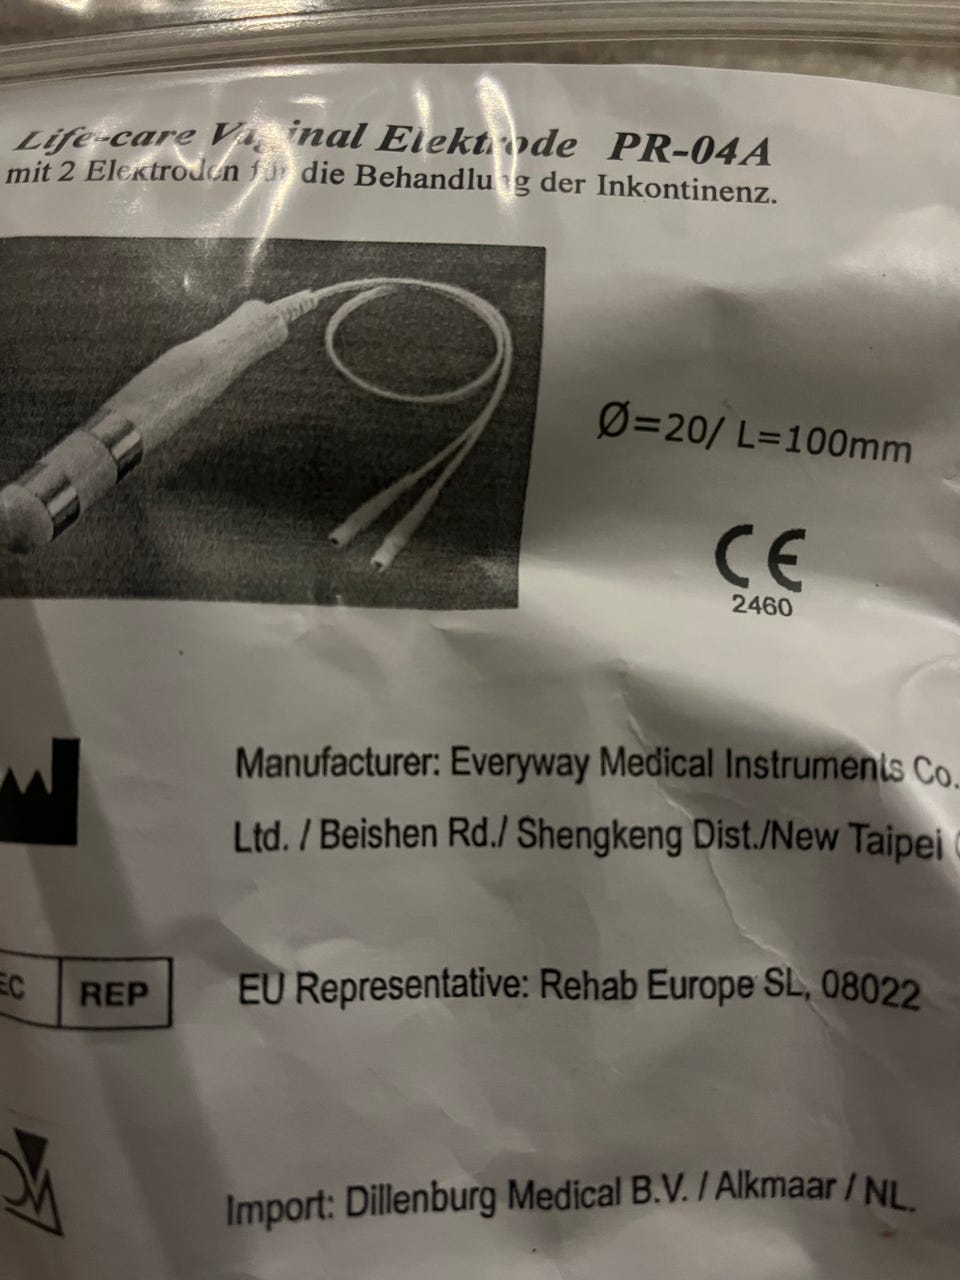 Life-care Vaginal Elektrode PR-04A
mit 2 Elektroden für die Behandlung der Inkontinenz.
Ø=20/ L=100mm
CE
2460
Manufacturer: Everyway Medical Instruments Co.
Ltd. / Beishen Rd./ Shengkeng Dist./New Taipei (
EC REP
EU Representative: Rehab Europe SL, 08022
Import: Dillenburg Medical B.V. / Alkmaar / NL.